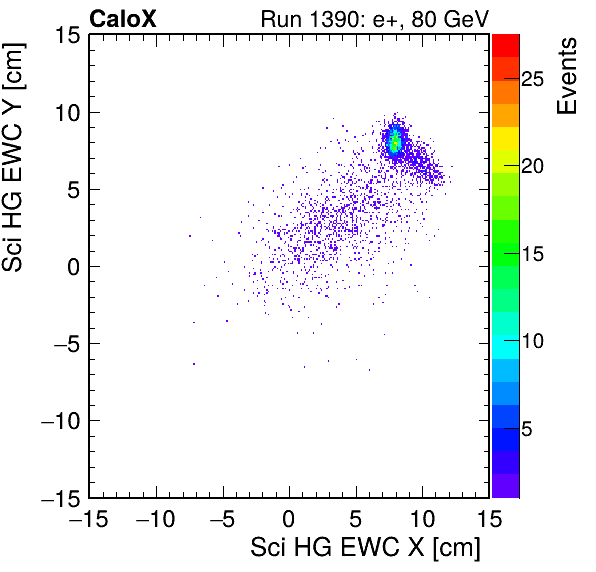 CaloX Run 1390: e+, 80 GeV
Sci HG EWC Y [cm]
15
10
5
0
−5
−10
−15
−15 −10 −5 0 5 10 15
Sci HG EWC X [cm]
Events
25
20
15
10
5